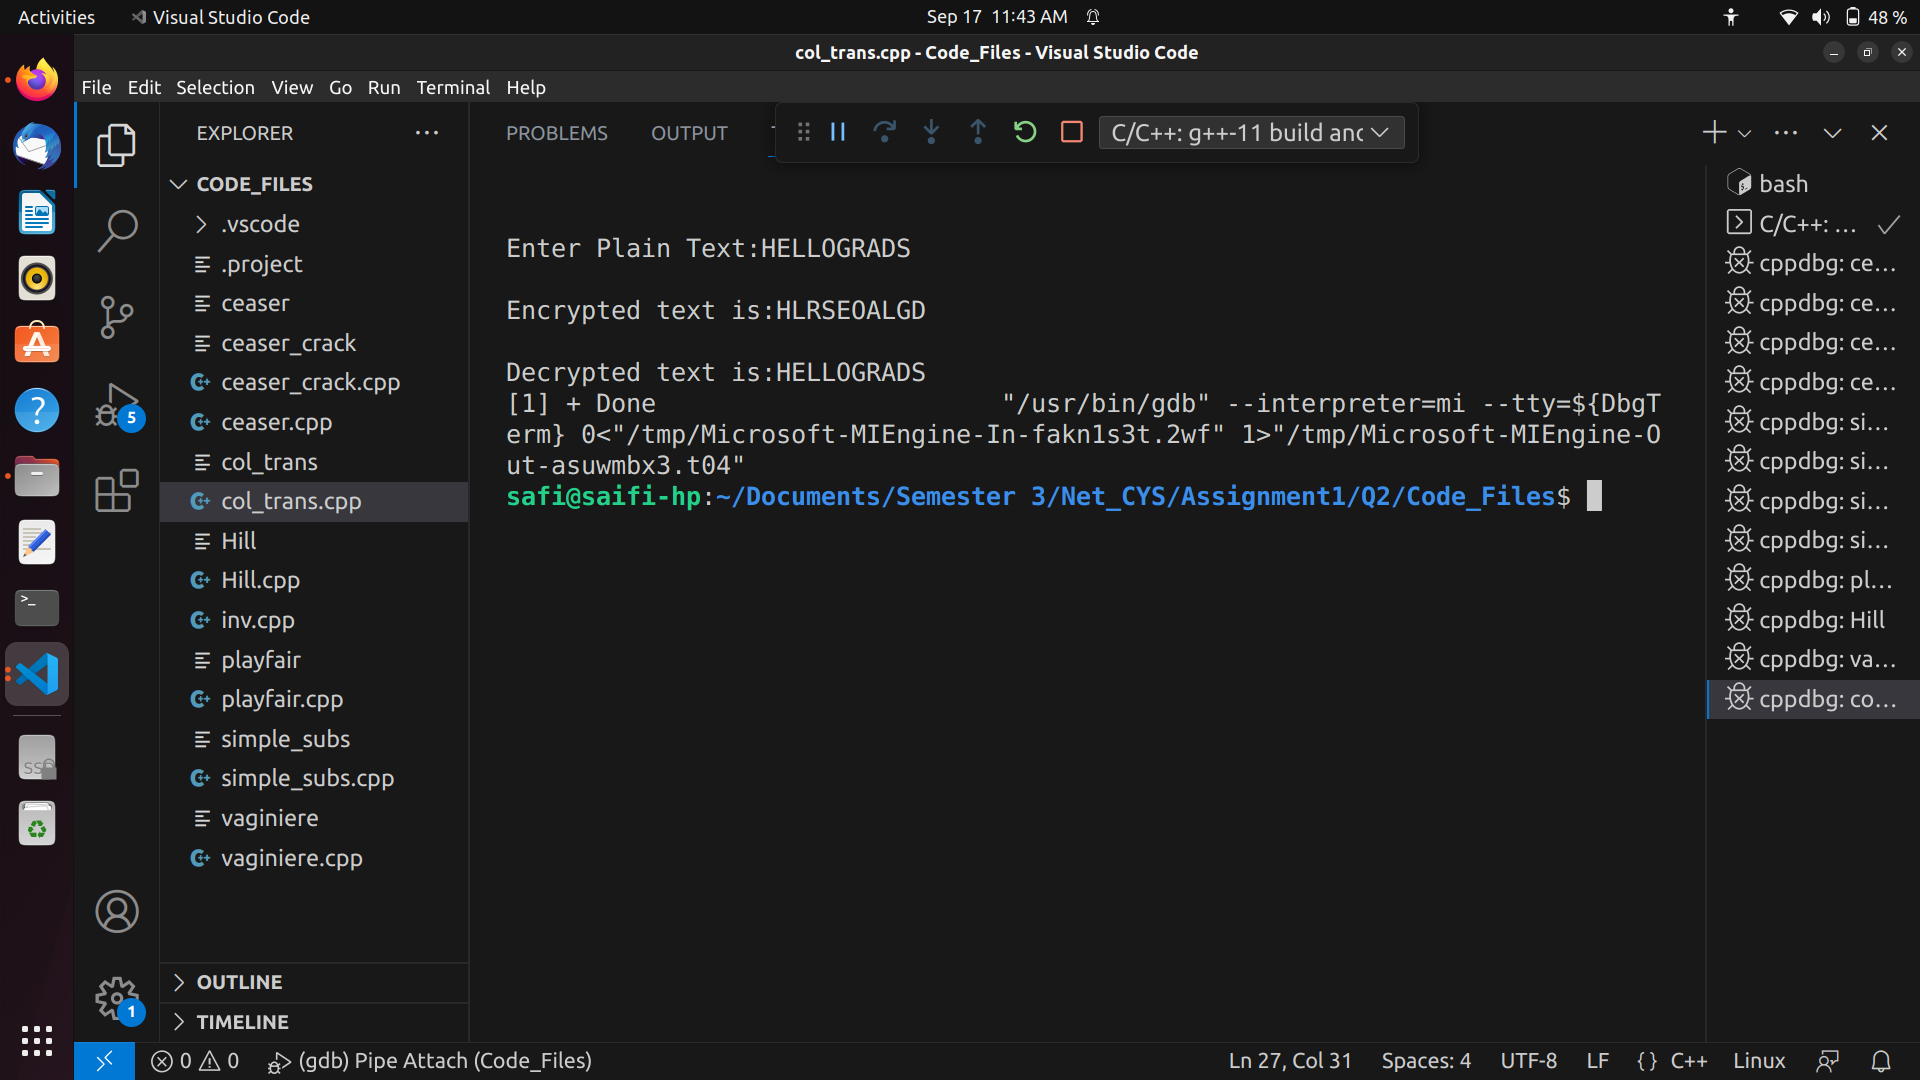 Activities Visual Studio Code Sep 17 11:43 AM 48 %
col_trans.cpp - Code_Files - Visual Studio Code
File Edit Selection View Go Run Terminal Help
EXPLORER PROBLEMS OUTPUT C/C++: g++-11 build anc
CODE_FILES
.vscode
.project
ceaser
ceaser_crack
ceaser_crack.cpp
ceaser.cpp
col_trans
col_trans.cpp
Hill
Hill.cpp
inv.cpp
playfair
playfair.cpp
simple_subs
simple_subs.cpp
vaginiere
vaginiere.cpp
OUTLINE
TIMELINE
5
1
SS
Enter Plain Text:HELLOGRADS
Encrypted text is:HLRSEOALGD
Decrypted text is:HELLOGRADS
[1] + Done "/usr/bin/gdb" --interpreter=mi --tty=${DbgT
erm} 0<"/tmp/Microsoft-MIEngine-In-fakn1s3t.2wf" 1>"/tmp/Microsoft-MIEngine-O
ut-asuwmbx3.t04"
safi@saifi-hp:~/Documents/Semester 3/Net_CYS/Assignment1/Q2/Code_Files$
bash
C/C++: ...
cppdbg: ce...
cppdbg: ce...
cppdbg: ce...
cppdbg: ce...
cppdbg: si...
cppdbg: si...
cppdbg: si...
cppdbg: si...
cppdbg: pl...
cppdbg: Hill
cppdbg: va...
cppdbg: co...
0 0 (gdb) Pipe Attach (Code_Files) Ln 27, Col 31 Spaces: 4 UTF-8 LF {} C++ Linux